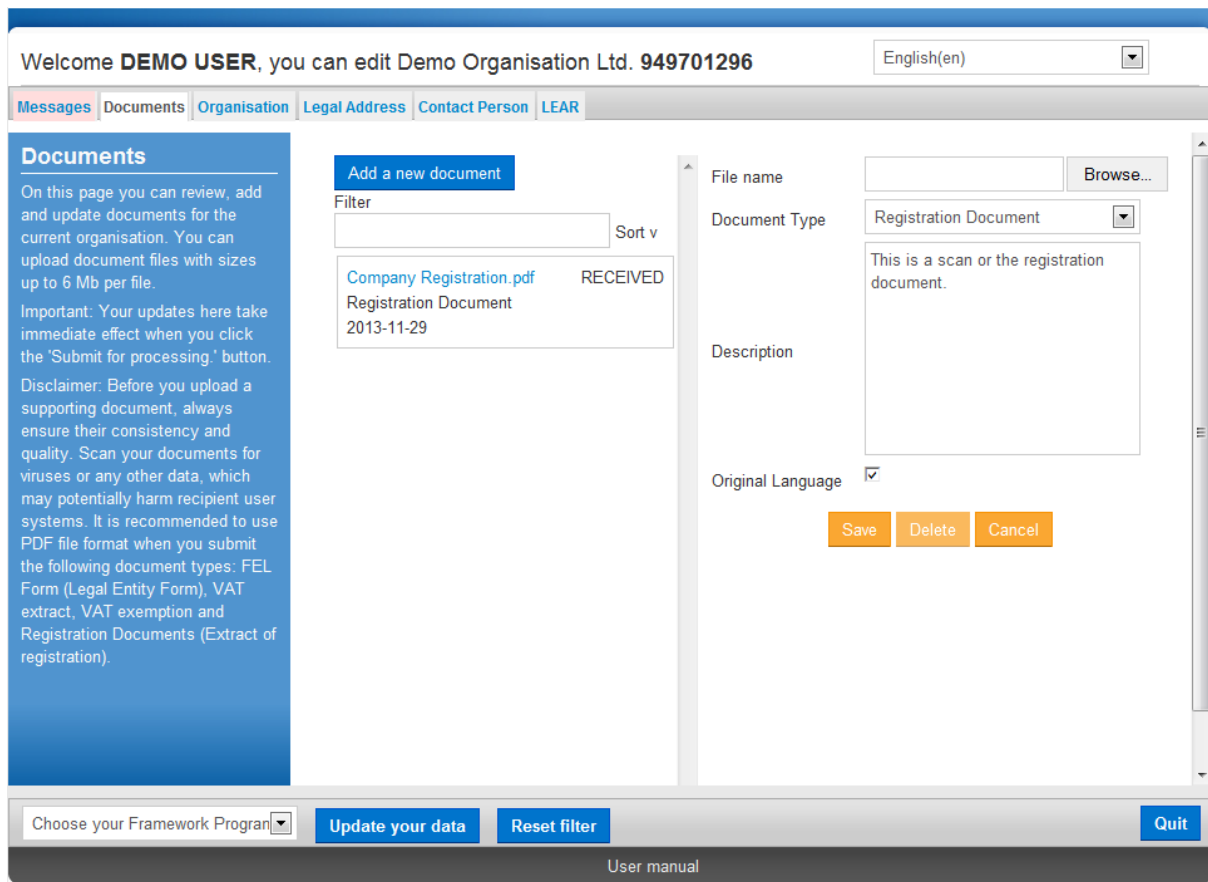 Welcome DEMO USER, you can edit Demo Organisation Ltd. 949701296
English(en)
Messages Documents Organisation Legal Address Contact Person LEAR
Documents
On this page you can review, add
and update documents for the
current organisation. You can
upload document files with sizes
up to 6 Mb per file.
Important: Your updates here take
immediate effect when you click
the 'Submit for processing.' button.
Disclaimer: Before you upload a
supporting document, always
ensure their consistency and
quality. Scan your documents for
viruses or any other data, which
may potentially harm recipient user
systems. It is recommended to use
PDF file format when you submit
the following document types: FEL
Form (Legal Entity Form), VAT
extract, VAT exemption and
Registration Documents (Extract of
registration).
Add a new document
Filter
Sort v
Company Registration.pdf RECEIVED
Registration Document
2013-11-29
File name
Browse...
Document Type
Registration Document
This is a scan or the registration
document.
Description
Original Language
Save Delete Cancel
Choose your Framework Progran
Update your data
Reset filter
Quit
User manual